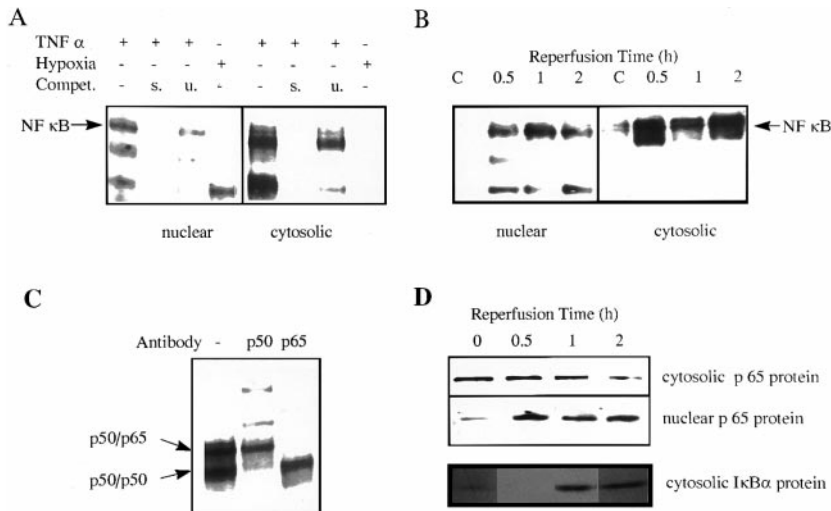 A
TNF α + + + - + + + -
Hypoxia - - - + - - - +
Compet. - s. u. - - s. u. -
NF κB
nuclear cytosolic
B
Reperfusion Time (h)
C 0.5 1 2 C 0.5 1 2
NF κB
nuclear cytosolic
C
Antibody - p50 p65
p50/p65
p50/p50
D
Reperfusion Time (h)
0 0.5 1 2
cytosolic p 65 protein
nuclear p 65 protein
cytosolic IκBα protein